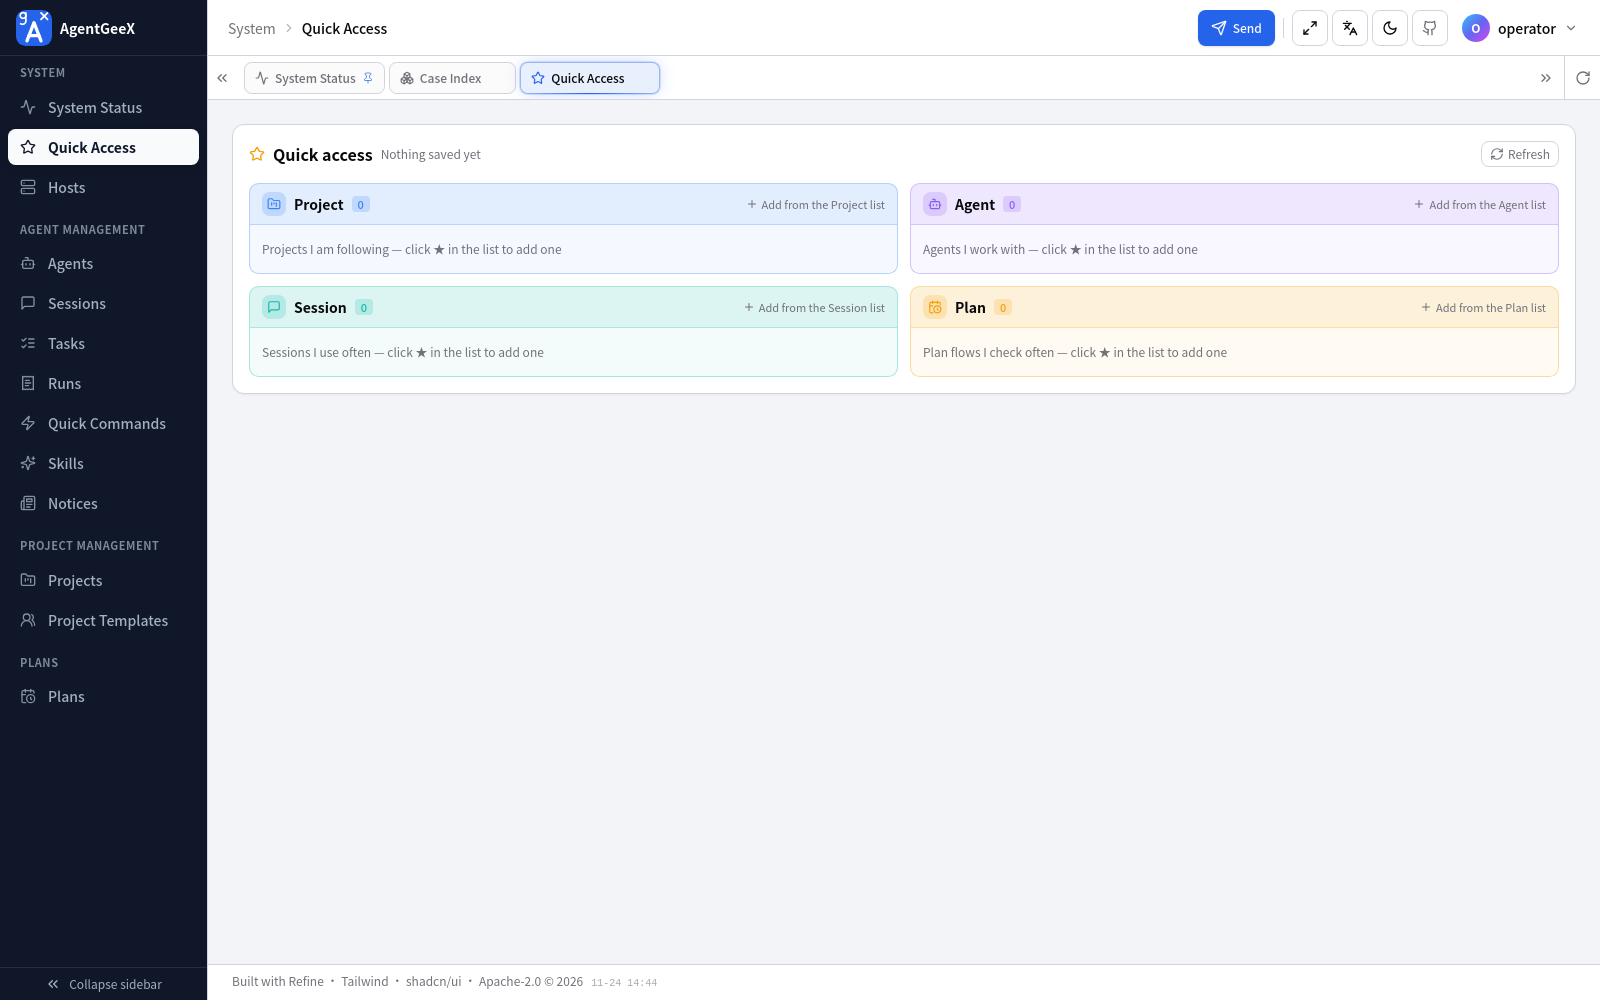 AgentGeeX
System
Quick Access
Send
operator
SYSTEM
System Status
Quick Access
Hosts
AGENT MANAGEMENT
Agents
Sessions
Tasks
Runs
Quick Commands
Skills
Notices
PROJECT MANAGEMENT
Projects
Project Templates
PLANS
Plans
Collapse sidebar
System Status
Case Index
Quick Access
Quick access Nothing saved yet
Refresh
Project 0
+ Add from the Project list
Projects I am following — click ★ in the list to add one
Agent 0
+ Add from the Agent list
Agents I work with — click ★ in the list to add one
Session 0
+ Add from the Session list
Sessions I use often — click ★ in the list to add one
Plan 0
+ Add from the Plan list
Plan flows I check often — click ★ in the list to add one
Built with Refine • Tailwind • shadcn/ui • Apache-2.0 © 2026 11-24 14:44